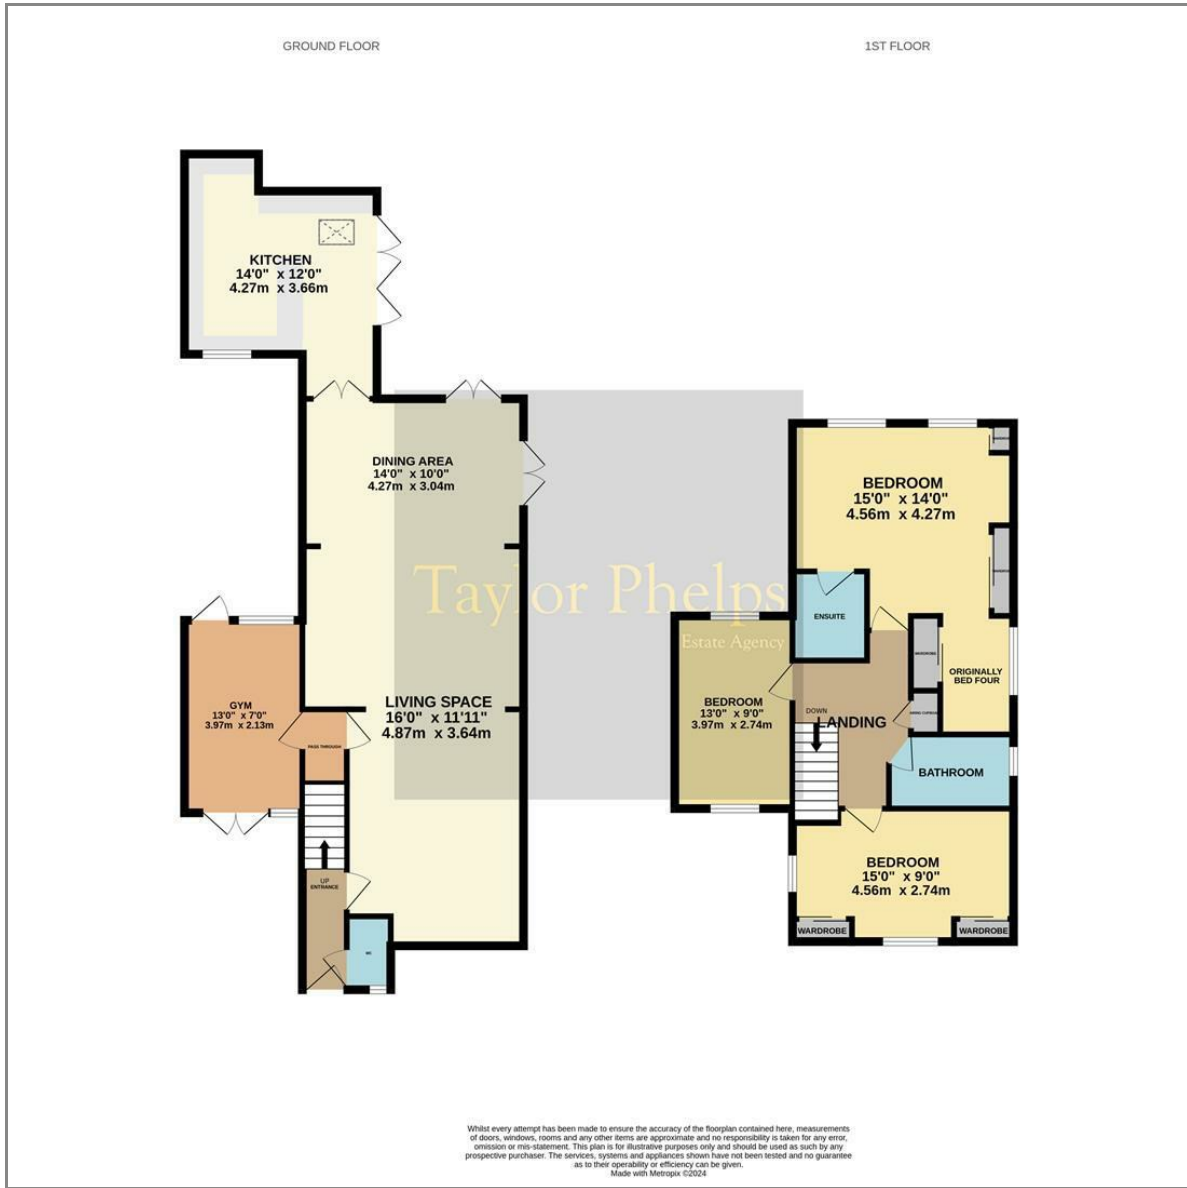 GROUND FLOOR
1ST FLOOR
KITCHEN
14'0" x 12'0"
4.27m x 3.66m
DINING AREA
14'0" x 10'0"
4.27m x 3.04m
LIVING SPACE
16'0" x 11'11"
4.87m x 3.64m
GYM
13'0" x 7'0"
3.97m x 2.13m
PASS THROUGH
UP
ENTRANCE
WC
Taylor Phelps
Estate Agency
BEDROOM
15'0" x 14'0"
4.56m x 4.27m
ENSUITE
WARDROBE
ORIGINALLY
BED FOUR
BEDROOM
13'0" x 9'0"
3.97m x 2.74m
DOWN
LANDING
BATHROOM
BEDROOM
15'0" x 9'0"
4.56m x 2.74m
WARDROBE
WARDROBE
Whilst every attempt has been made to ensure the accuracy of the floorplan contained here, measurements
of doors, windows, rooms and any other items are approximate and no responsibility is taken for any error,
omission or mis-statement. This plan is for illustrative purposes only and should be used as such by any
prospective purchaser. The services, systems and appliances shown have not been tested and no guarantee
as to their operability or efficiency can be given.
Made with Metropix ©2024